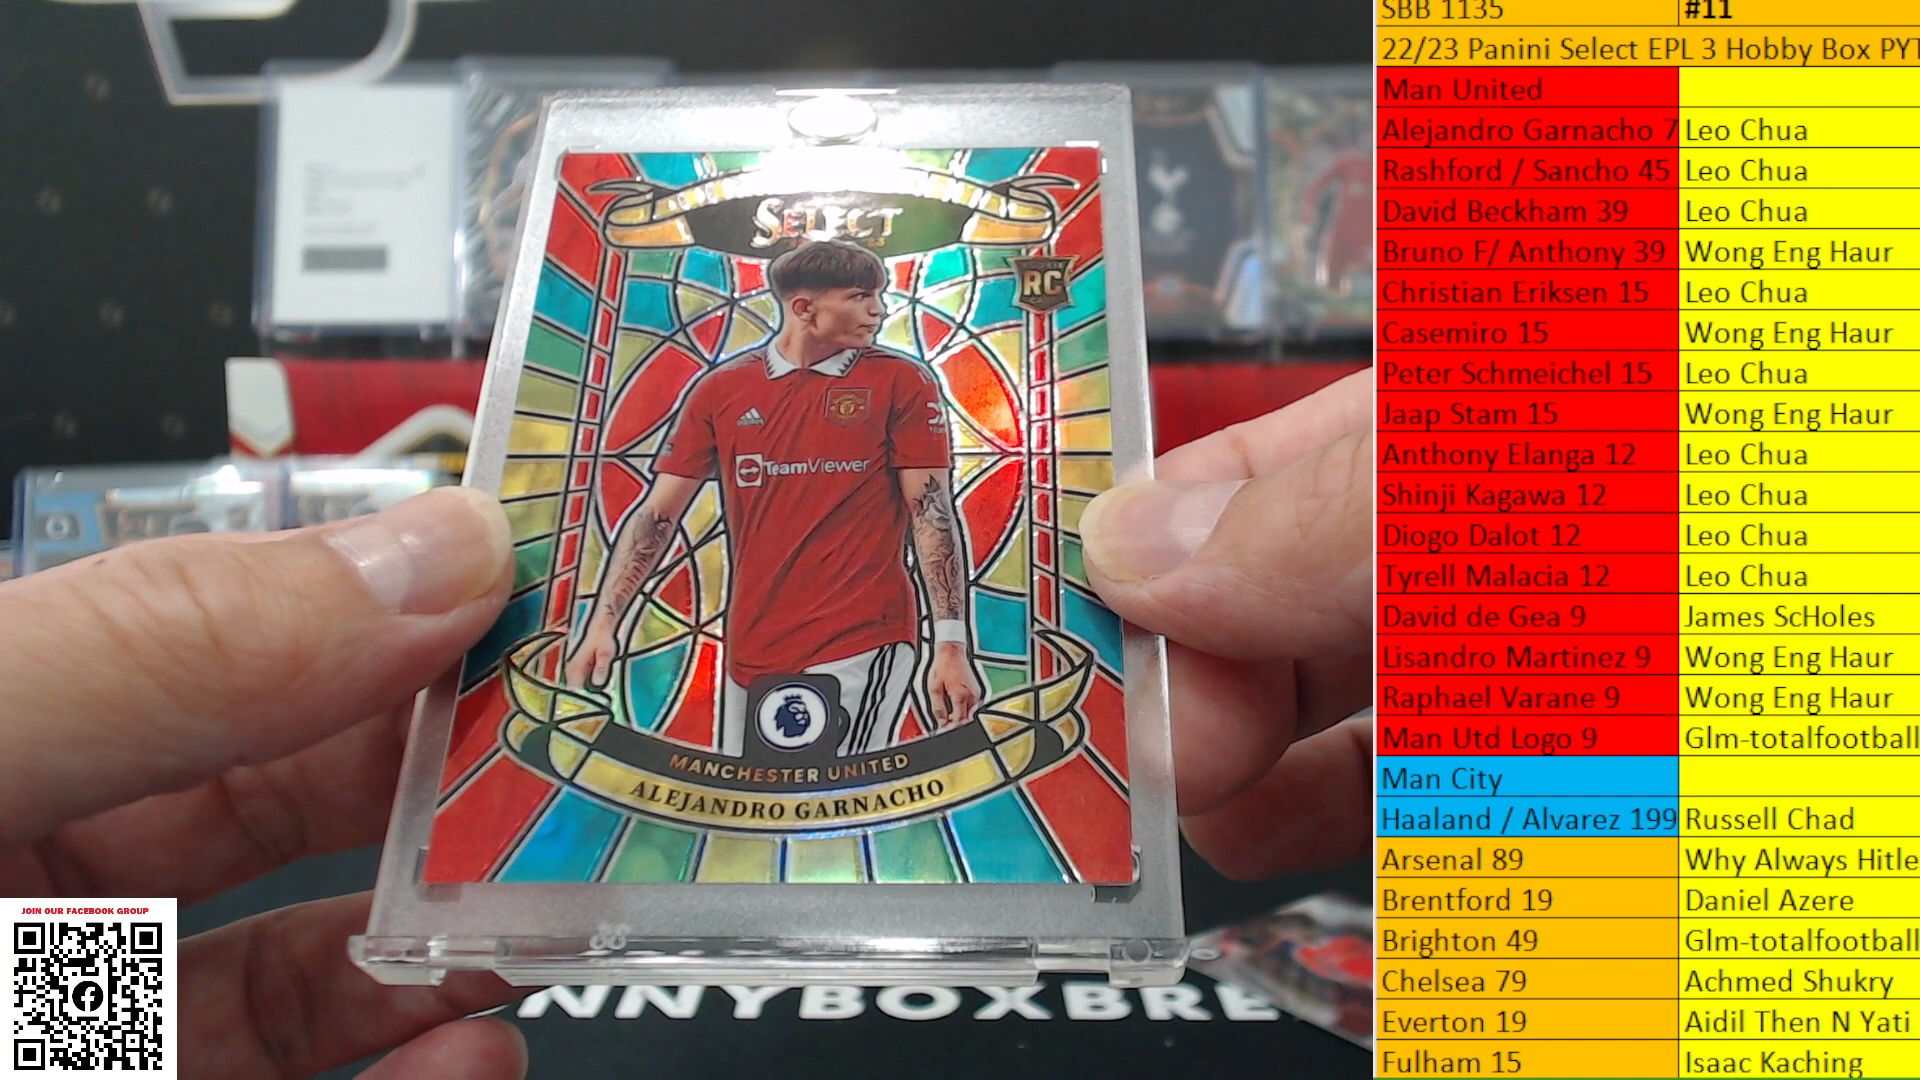 SELECT
RC
adidas
TeamViewer
MANCHESTER UNITED
ALEJANDRO GARNACHO
NNYBOXBRE
JOIN OUR FACEBOOK GROUP
SBB 1135 #11
22/23 Panini Select EPL 3 Hobby Box PYT
Man United
Alejandro Garnacho 7 Leo Chua
Rashford / Sancho 45 Leo Chua
David Beckham 39 Leo Chua
Bruno F/ Anthony 39 Wong Eng Haur
Christian Eriksen 15 Leo Chua
Casemiro 15 Wong Eng Haur
Peter Schmeichel 15 Leo Chua
Jaap Stam 15 Wong Eng Haur
Anthony Elanga 12 Leo Chua
Shinji Kagawa 12 Leo Chua
Diogo Dalot 12 Leo Chua
Tyrell Malacia 12 Leo Chua
David de Gea 9 James ScHoles
Lisandro Martinez 9 Wong Eng Haur
Raphael Varane 9 Wong Eng Haur
Man Utd Logo 9 Glm-totalfootball
Man City
Haaland / Alvarez 199 Russell Chad
Arsenal 89 Why Always Hitle
Brentford 19 Daniel Azere
Brighton 49 Glm-totalfootball
Chelsea 79 Achmed Shukry
Everton 19 Aidil Then N Yati
Fulham 15 Isaac Kaching